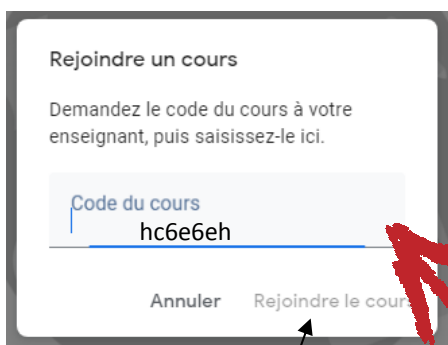 Rejoindre un cours
Demandez le code du cours à votre
enseignant, puis saisissez-le ici.
Code du cours
hc6e6eh
Annuler Rejoindre le cour